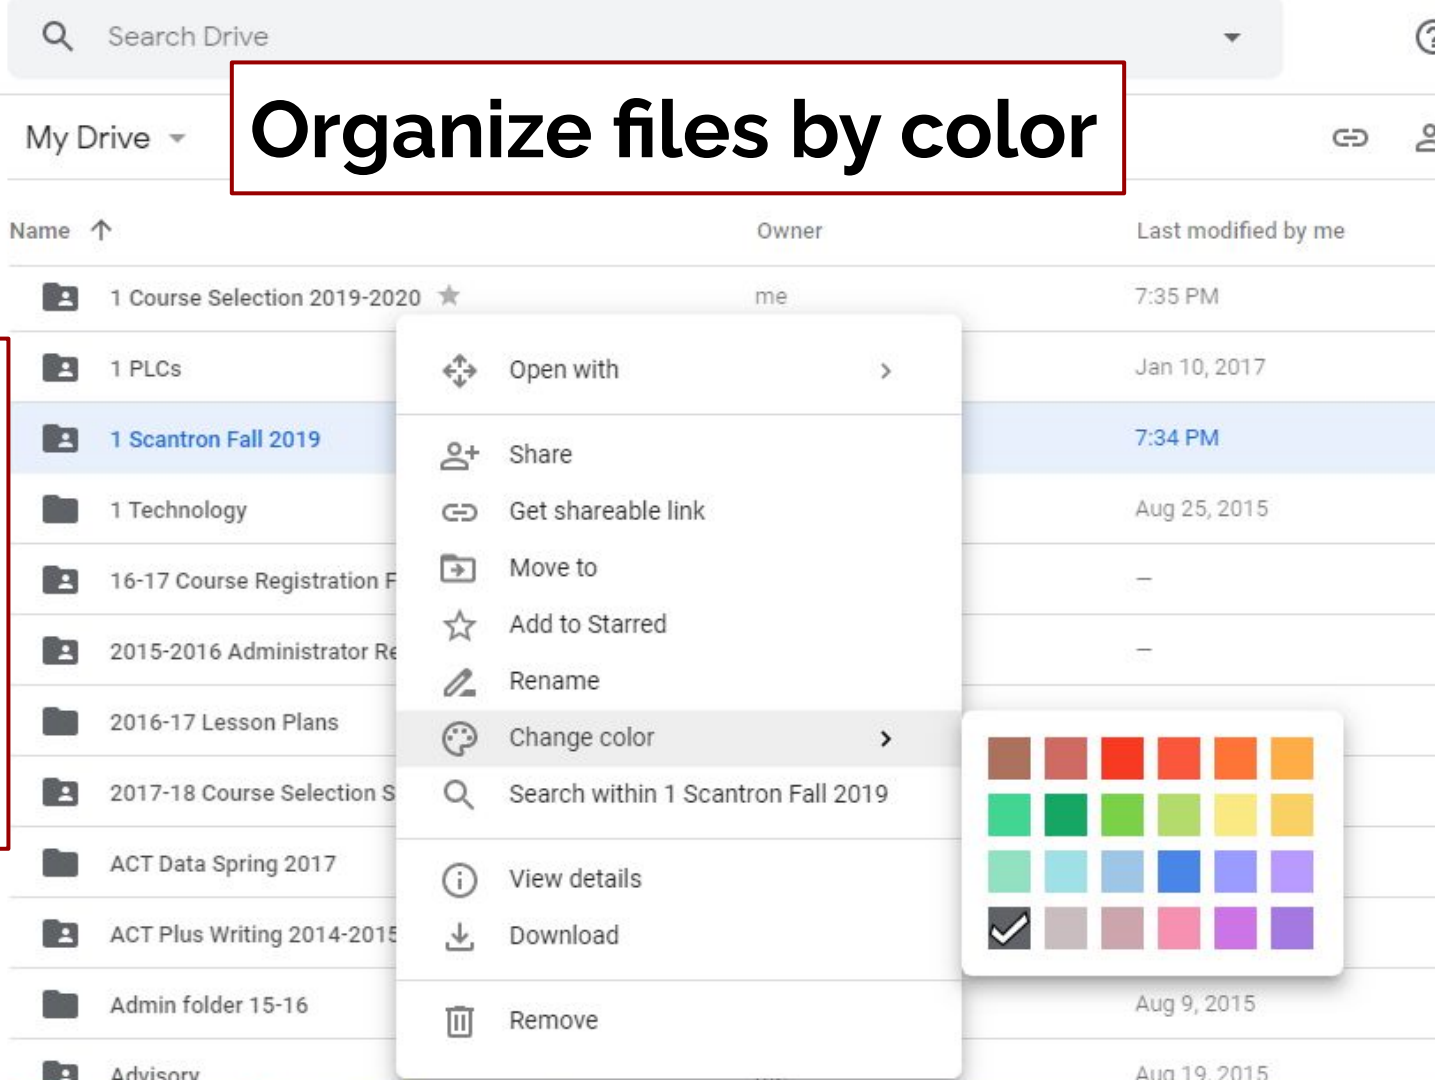 Search Drive
Organize files by color
My Drive
Name Owner Last modified by me
1 Course Selection 2019-2020 me 7:35 PM
1 PLCs Jan 10, 2017
1 Scantron Fall 2019 7:34 PM
1 Technology Aug 25, 2015
16-17 Course Registration F –
2015-2016 Administrator Re –
2016-17 Lesson Plans
2017-18 Course Selection S
ACT Data Spring 2017
ACT Plus Writing 2014-2015
Admin folder 15-16 Aug 9, 2015
Advisory Aug 19, 2015
Open with
Share
Get shareable link
Move to
Add to Starred
Rename
Change color
Search within 1 Scantron Fall 2019
View details
Download
Remove